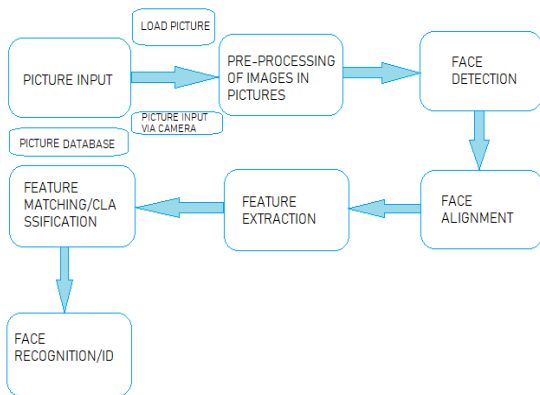 LOAD PICTURE
PICTURE INPUT
PRE-PROCESSING
OF IMAGES IN
PICTURES
FACE
DETECTION
PICTURE INPUT
VIA CAMERA
PICTURE DATABASE
FEATURE
MATCHING/CLA
SSIFICATION
FEATURE
EXTRACTION
FACE
ALIGNMENT
FACE
RECOGNITION/ID